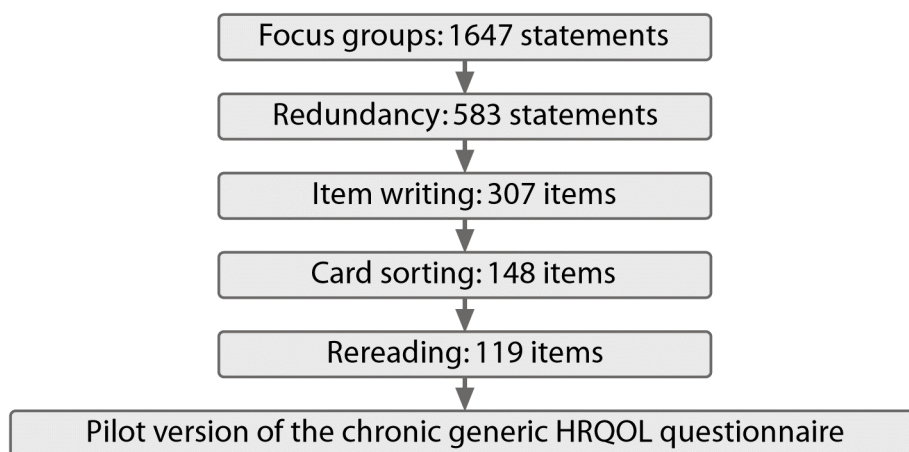 Focus groups: 1647 statements
Redundancy: 583 statements
Item writing: 307 items
Card sorting: 148 items
Rereading: 119 items
Pilot version of the chronic generic HRQOL questionnaire